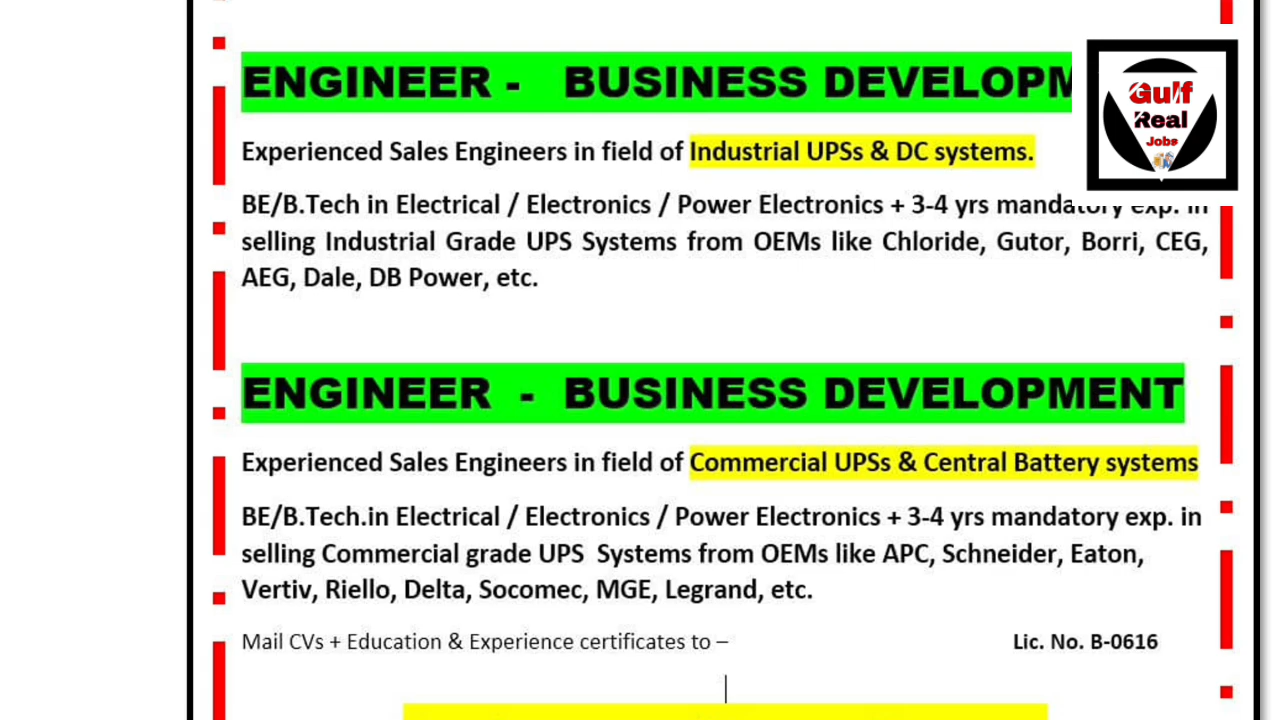 ENGINEER - BUSINESS DEVELOPM
Gulf
Real
Jobs
Experienced Sales Engineers in field of Industrial UPSs & DC systems.
BE/B.Tech in Electrical / Electronics / Power Electronics + 3-4 yrs mandatory exp. in
selling Industrial Grade UPS Systems from OEMs like Chloride, Gutor, Borri, CEG,
AEG, Dale, DB Power, etc.
ENGINEER - BUSINESS DEVELOPMENT
Experienced Sales Engineers in field of Commercial UPSs & Central Battery systems
BE/B.Tech.in Electrical / Electronics / Power Electronics + 3-4 yrs mandatory exp. in
selling Commercial grade UPS Systems from OEMs like APC, Schneider, Eaton,
Vertiv, Riello, Delta, Socomec, MGE, Legrand, etc.
Mail CVs + Education & Experience certificates to – Lic. No. B-0616